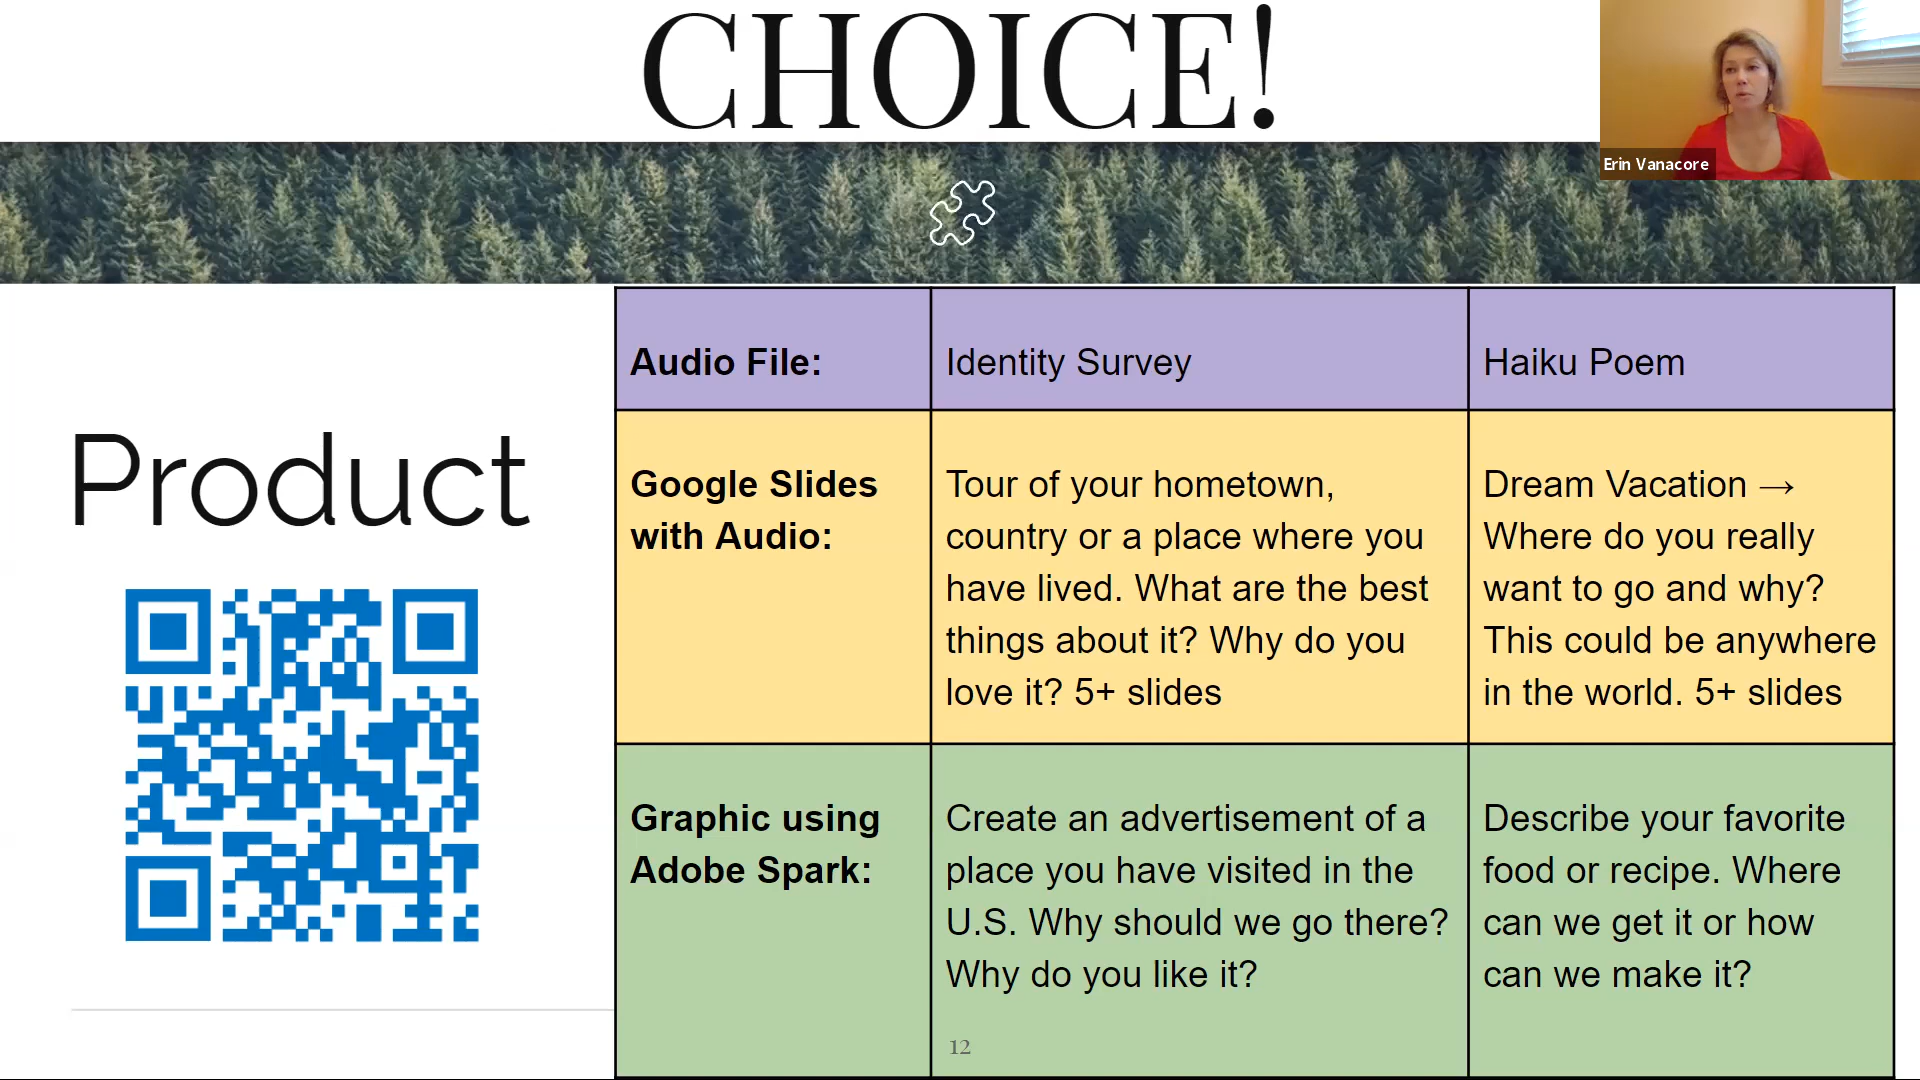 CHOICE!
Erin Vanacore
Product
Audio File:
Identity Survey
Haiku Poem
Google Slides
with Audio:
Tour of your hometown,
country or a place where you
have lived. What are the best
things about it? Why do you
love it? 5+ slides
Dream Vacation →
Where do you really
want to go and why?
This could be anywhere
in the world. 5+ slides
Graphic using
Adobe Spark:
Create an advertisement of a
place you have visited in the
U.S. Why should we go there?
Why do you like it?
Describe your favorite
food or recipe. Where
can we get it or how
can we make it?
12